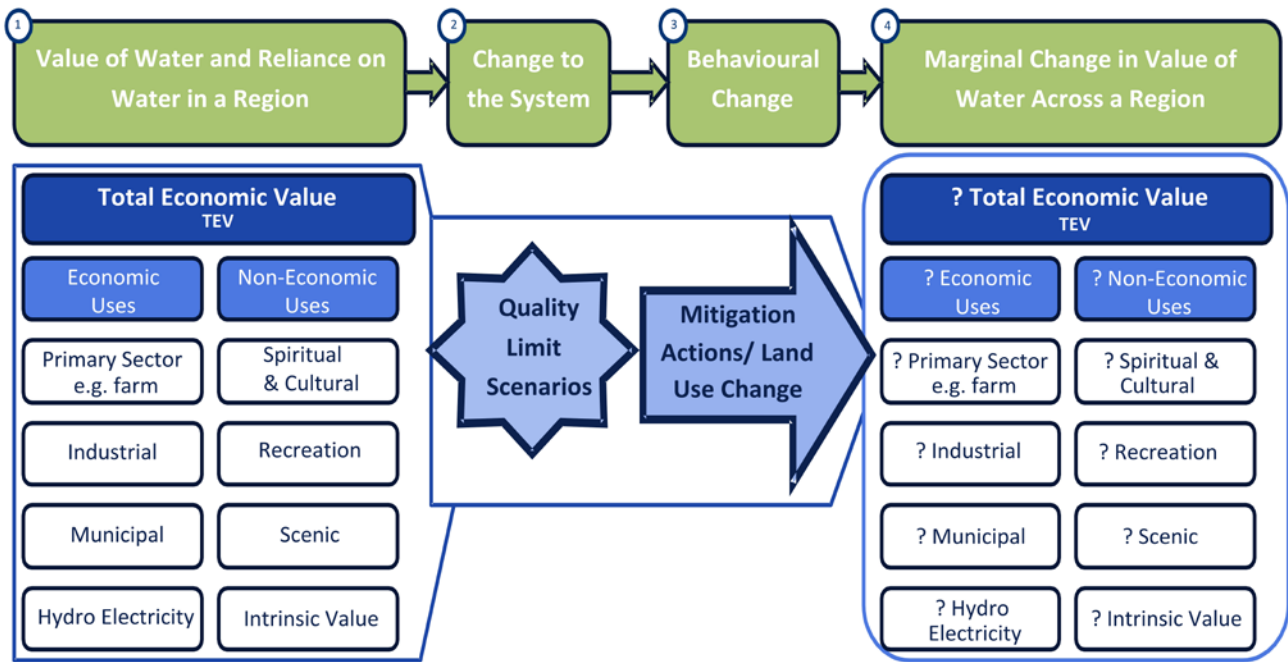 1
Value of Water and Reliance on
Water in a Region
2
Change to
the System
3
Behavioural
Change
4
Marginal Change in Value of
Water Across a Region
Total Economic Value
TEV
Economic
Uses
Non-Economic
Uses
Primary Sector
e.g. farm
Spiritual
& Cultural
Industrial
Recreation
Municipal
Scenic
Hydro Electricity
Intrinsic Value
Quality
Limit
Scenarios
Mitigation
Actions/ Land
Use Change
? Total Economic Value
TEV
? Economic
Uses
? Non-Economic
Uses
? Primary Sector
e.g. farm
? Spiritual &
Cultural
? Industrial
? Recreation
? Municipal
? Scenic
? Hydro
Electricity
? Intrinsic Value